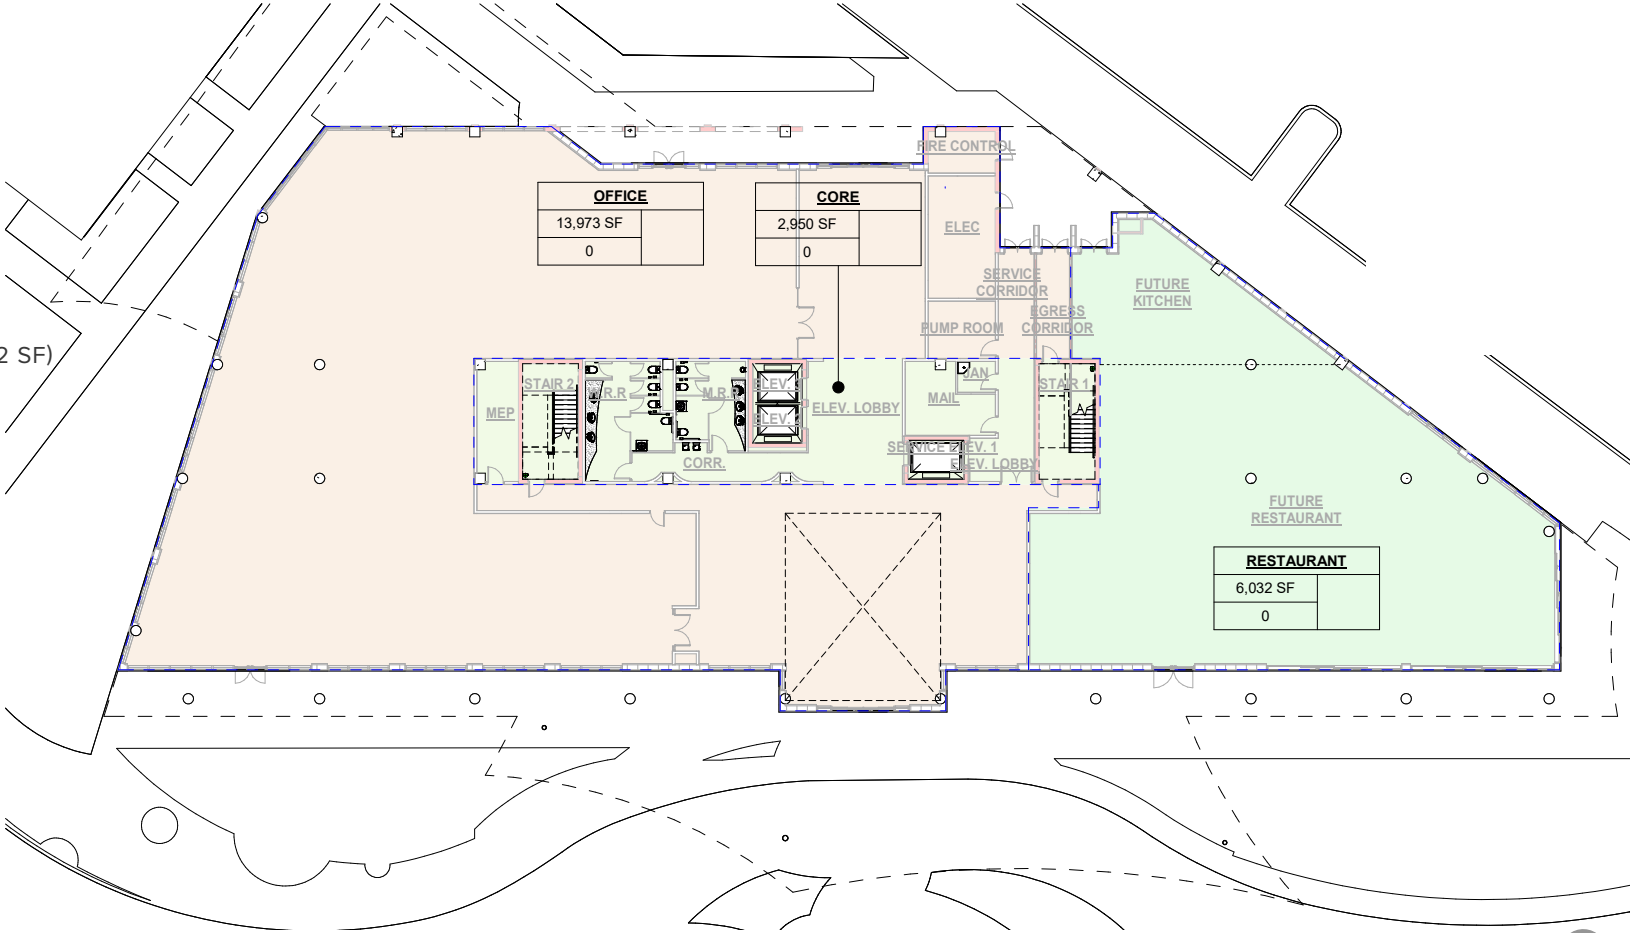 FIRE CONTROL
OFFICE
13,973 SF
0
CORE
2,950 SF
0
ELEC
SERVICE
CORRIDOR
FUTURE
KITCHEN
EGRESS
CORRIDOR
PUMP ROOM
2 SF)
STAIR 2
R.R
M.R.
ELEV.
JAN
STAIR 1
MEP
MAIL
ELEV. LOBBY
ELEV.
SERVICE ELEV. 1
ELEV. LOBBY
CORR.
FUTURE
RESTAURANT
RESTAURANT
6,032 SF
0